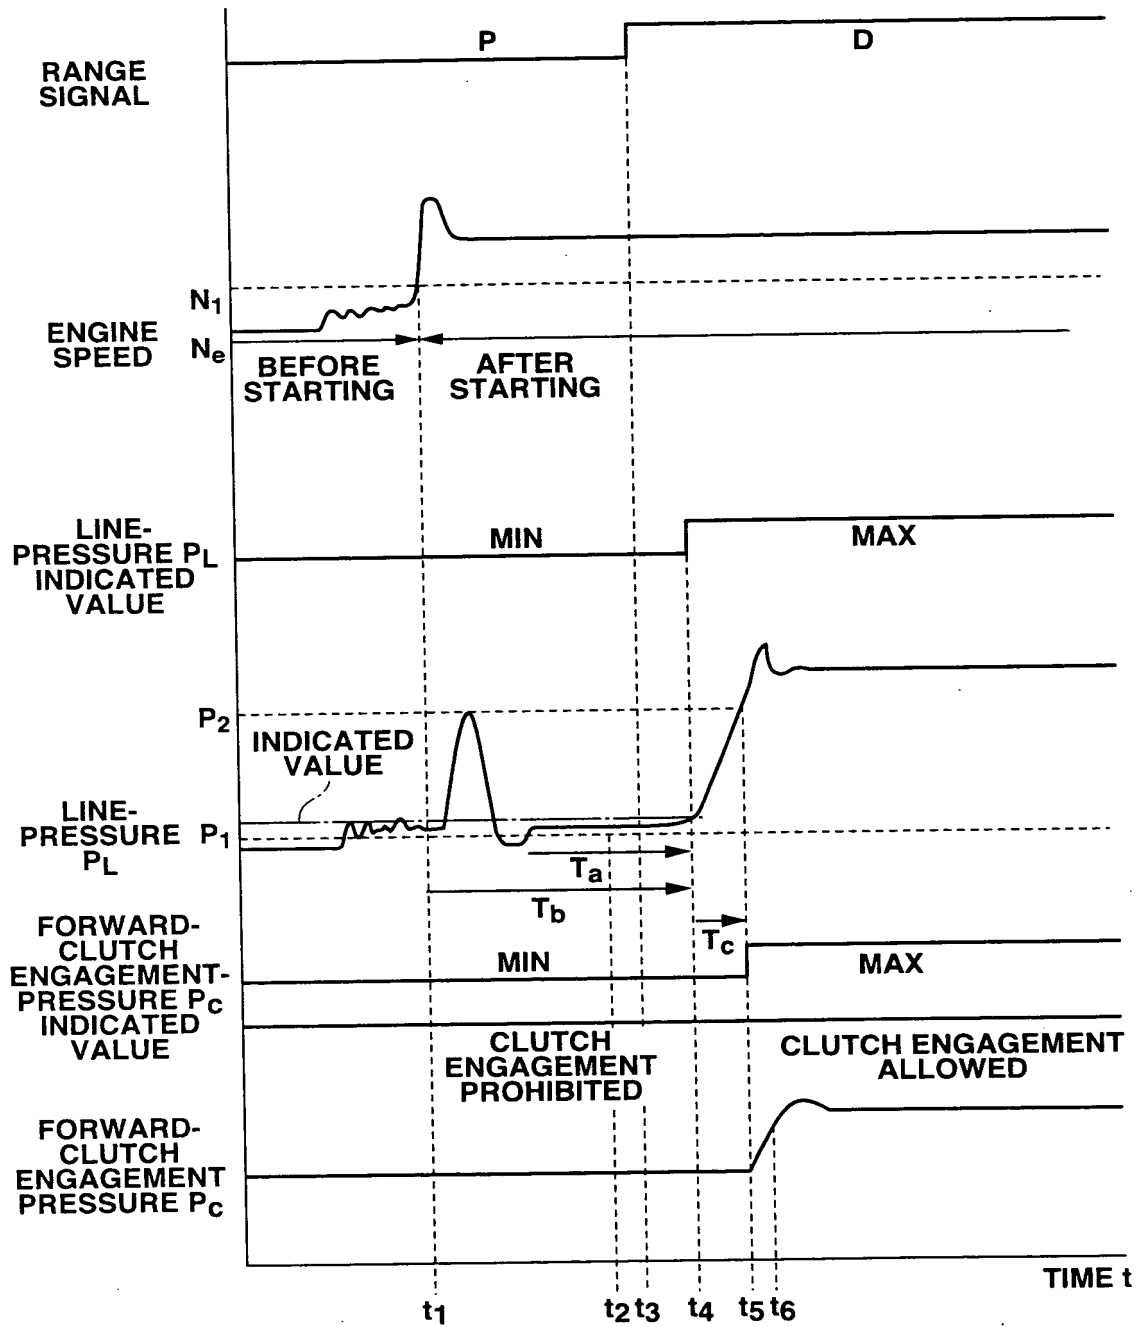 P
D
RANGE
SIGNAL
N1
ENGINE
SPEED
Ne
BEFORE
STARTING
AFTER
STARTING
LINE-
PRESSURE PL
INDICATED
VALUE
MIN
MAX
P2
INDICATED
VALUE
LINE-
PRESSURE
PL
P1
Ta
Tb
Tc
FORWARD-
CLUTCH
ENGAGEMENT-
PRESSURE Pc
INDICATED
VALUE
MIN
MAX
CLUTCH
ENGAGEMENT
PROHIBITED
CLUTCH ENGAGEMENT
ALLOWED
FORWARD-
CLUTCH
ENGAGEMENT
PRESSURE Pc
TIME t
t1
t2
t3
t4
t5
t6